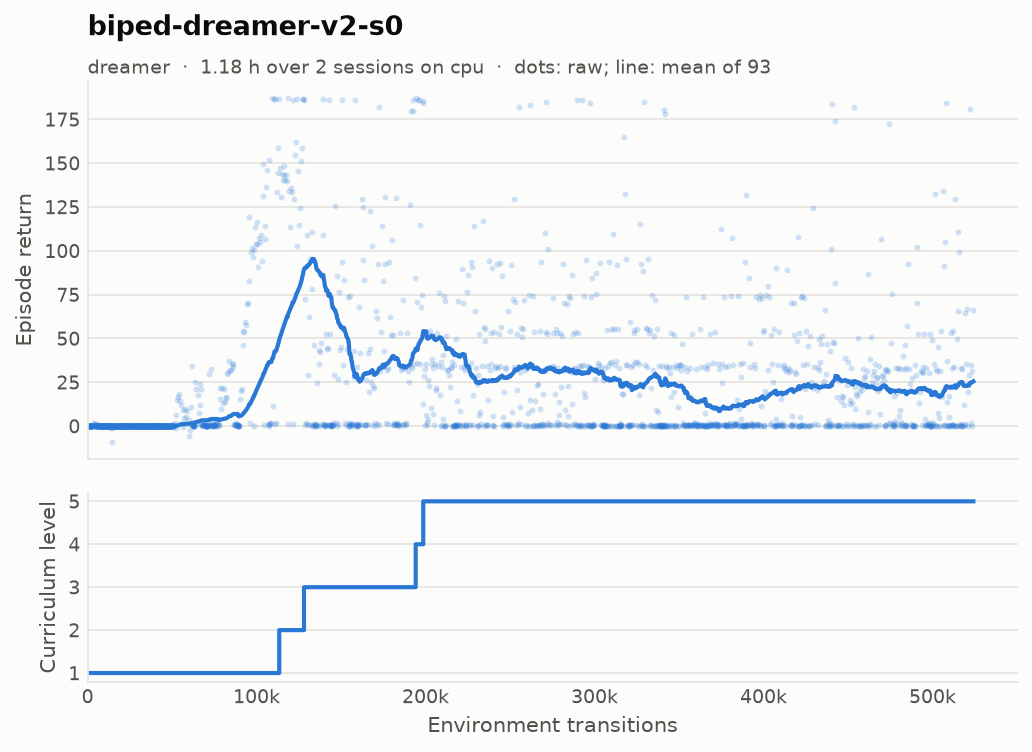 biped-dreamer-v2-s0
dreamer · 1.18 h over 2 sessions on cpu · dots: raw; line: mean of 93
Episode return
175
150
125
100
75
50
25
0
Curriculum level
5
4
3
2
1
0 100k 200k 300k 400k 500k
Environment transitions